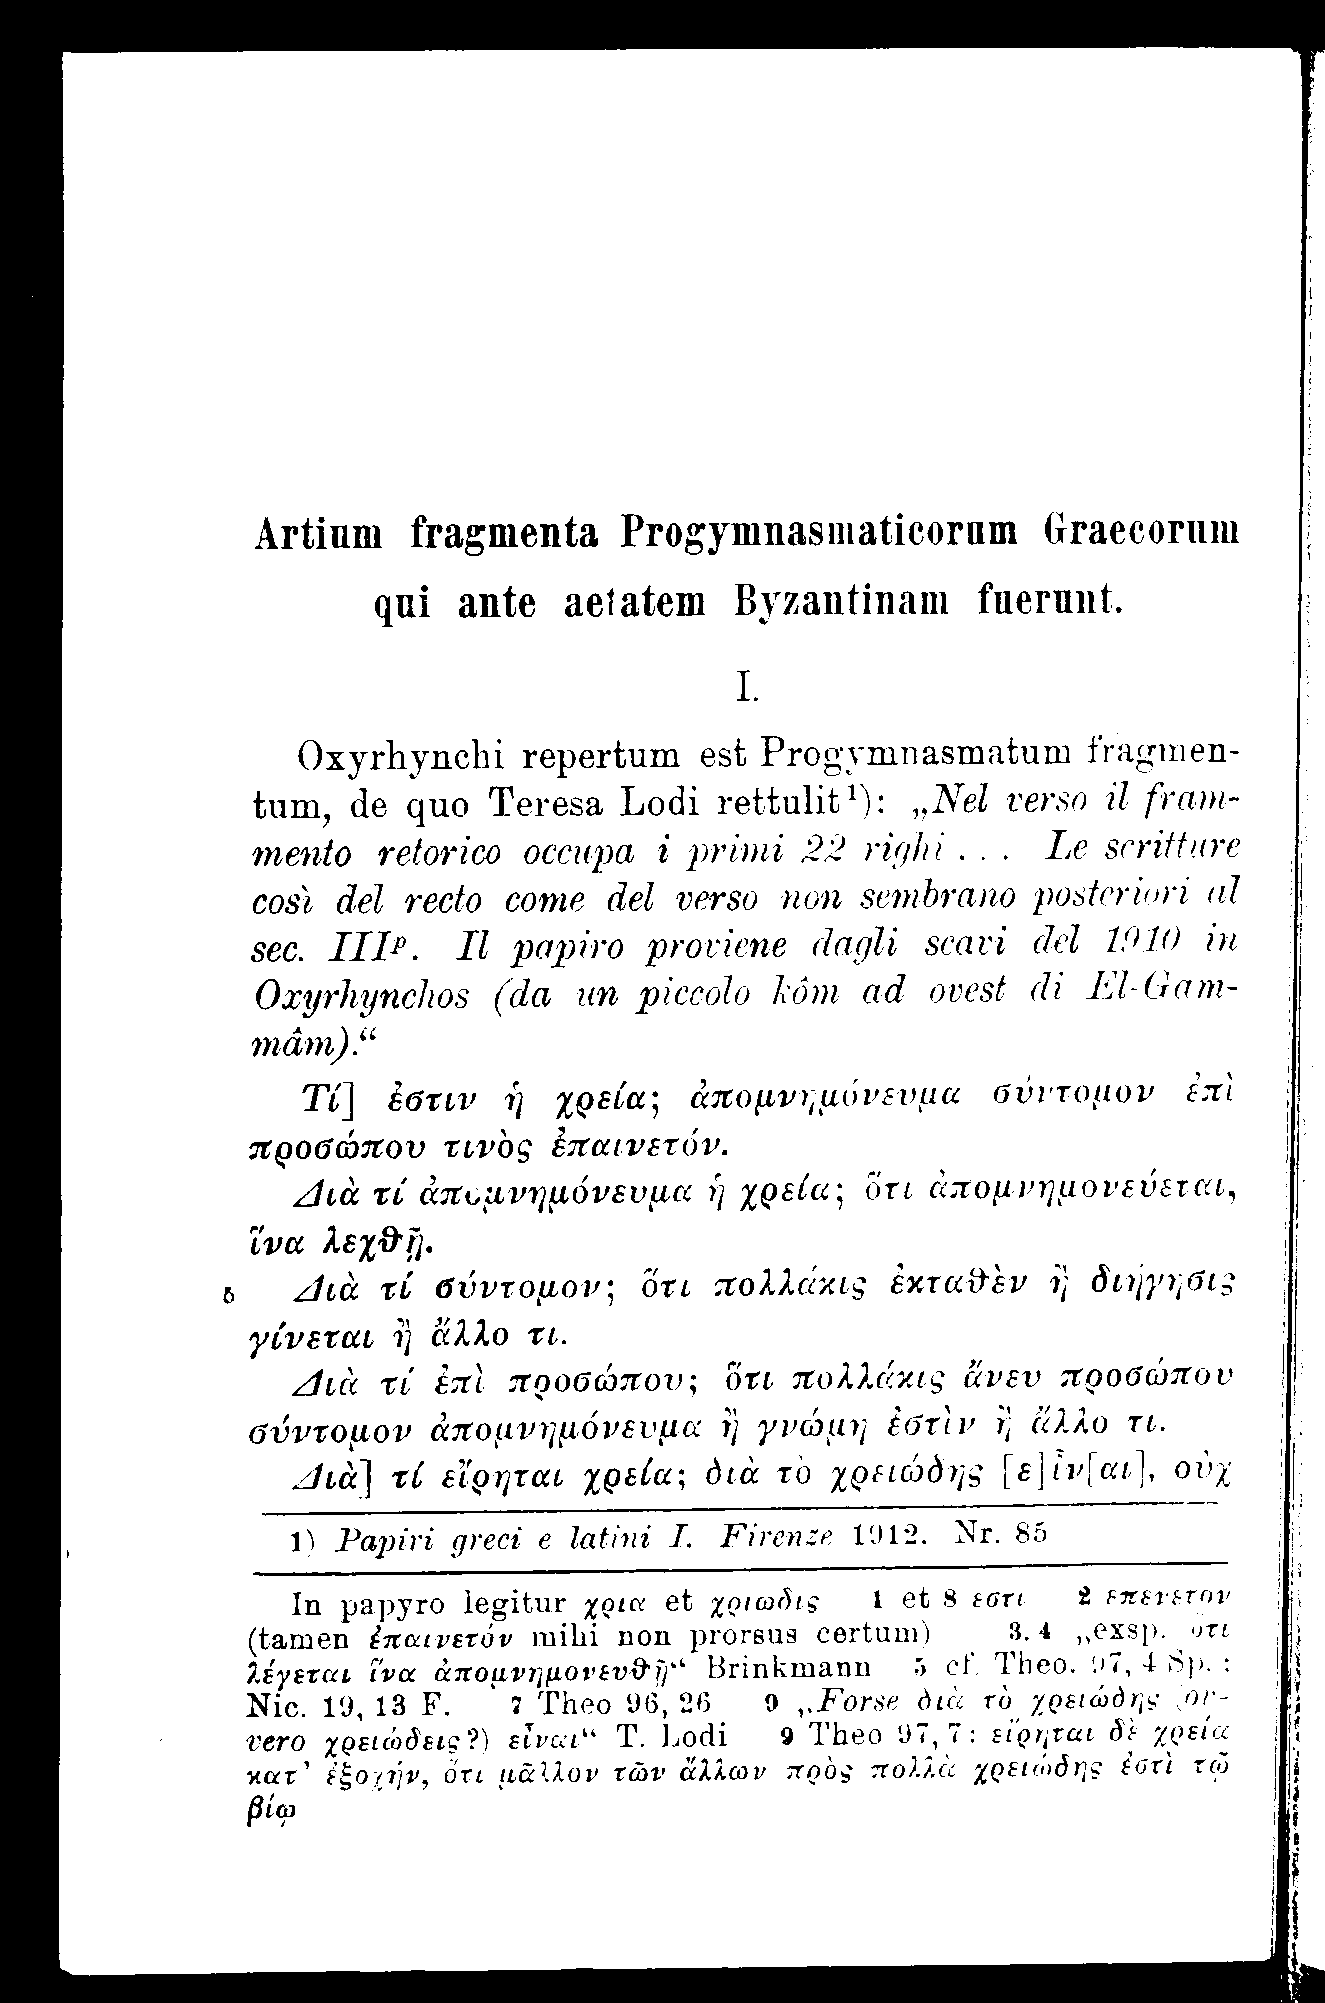 Artium fragmenta Progymnasmaticorum Graecorum
qui ante aetatem Byzantinam fuerunt.
I.
Oxyrhynchi repertum est Progymnasmatum fragmen-
tum, de quo Teresa Lodi rettulit¹): „Nel verso il fram-
mento retorico occupa i primi 22 righi . . . Le scritture
così del recto come del verso non sembrano posteriori al
sec. IIIᵖ. Il papiro proviene dagli scavi del 1910 in
Oxyrhynchos (da un piccolo kôm ad ovest di El-Gam-
mâm).“
Τί] ἐστιν ἡ χρεία; ἀπομνημόνευμα σύντομον ἐπὶ
προσώπου τινὸς ἐπαινετόν.
Διὰ τί ἀπομνημόνευμα ἡ χρεία; ὅτι ἀπομνημονεύεται,
ἵνα λεχθῇ.
5 Διὰ τί σύντομον; ὅτι πολλάκις ἐκταθὲν ἢ διήγησις
γίνεται ἢ ἄλλο τι.
Διὰ τί ἐπὶ προσώπου; ὅτι πολλάκις ἄνευ προσώπου
σύντομον ἀπομνημόνευμα ἢ γνώμη ἐστὶν ἢ ἄλλο τι.
Διὰ] τί εἴρηται χρεία; διὰ τὸ χρειώδης [ε]ἶν[αι], οὐχ
1) Papiri greci e latini I. Firenze 1912. Nr. 85
In papyro legitur χρια et χριωδις 1 et 8 εστι 2 επενετον
(tamen ἐπαινετόν mihi non prorsus certum) 3. 4 „exsp. ὅτι
λέγεται ἵνα ἀπομνημονευθῇ“ Brinkmann 5 cf. Theo. 97, 4 Sp.:
Nic. 19, 13 F. 7 Theo 96, 26 9 „Forse διὰ τὸ χρειώδης (ov-
vero χρειώδεις?) εἶναι“ T. Lodi 9 Theo 97, 7: εἴρηται δὲ χρεία
κατ’ ἐξοχήν, ὅτι μᾶλλον τῶν ἄλλων πρὸς πολλὰ χρειώδης ἐστὶ τῷ
βίῳ